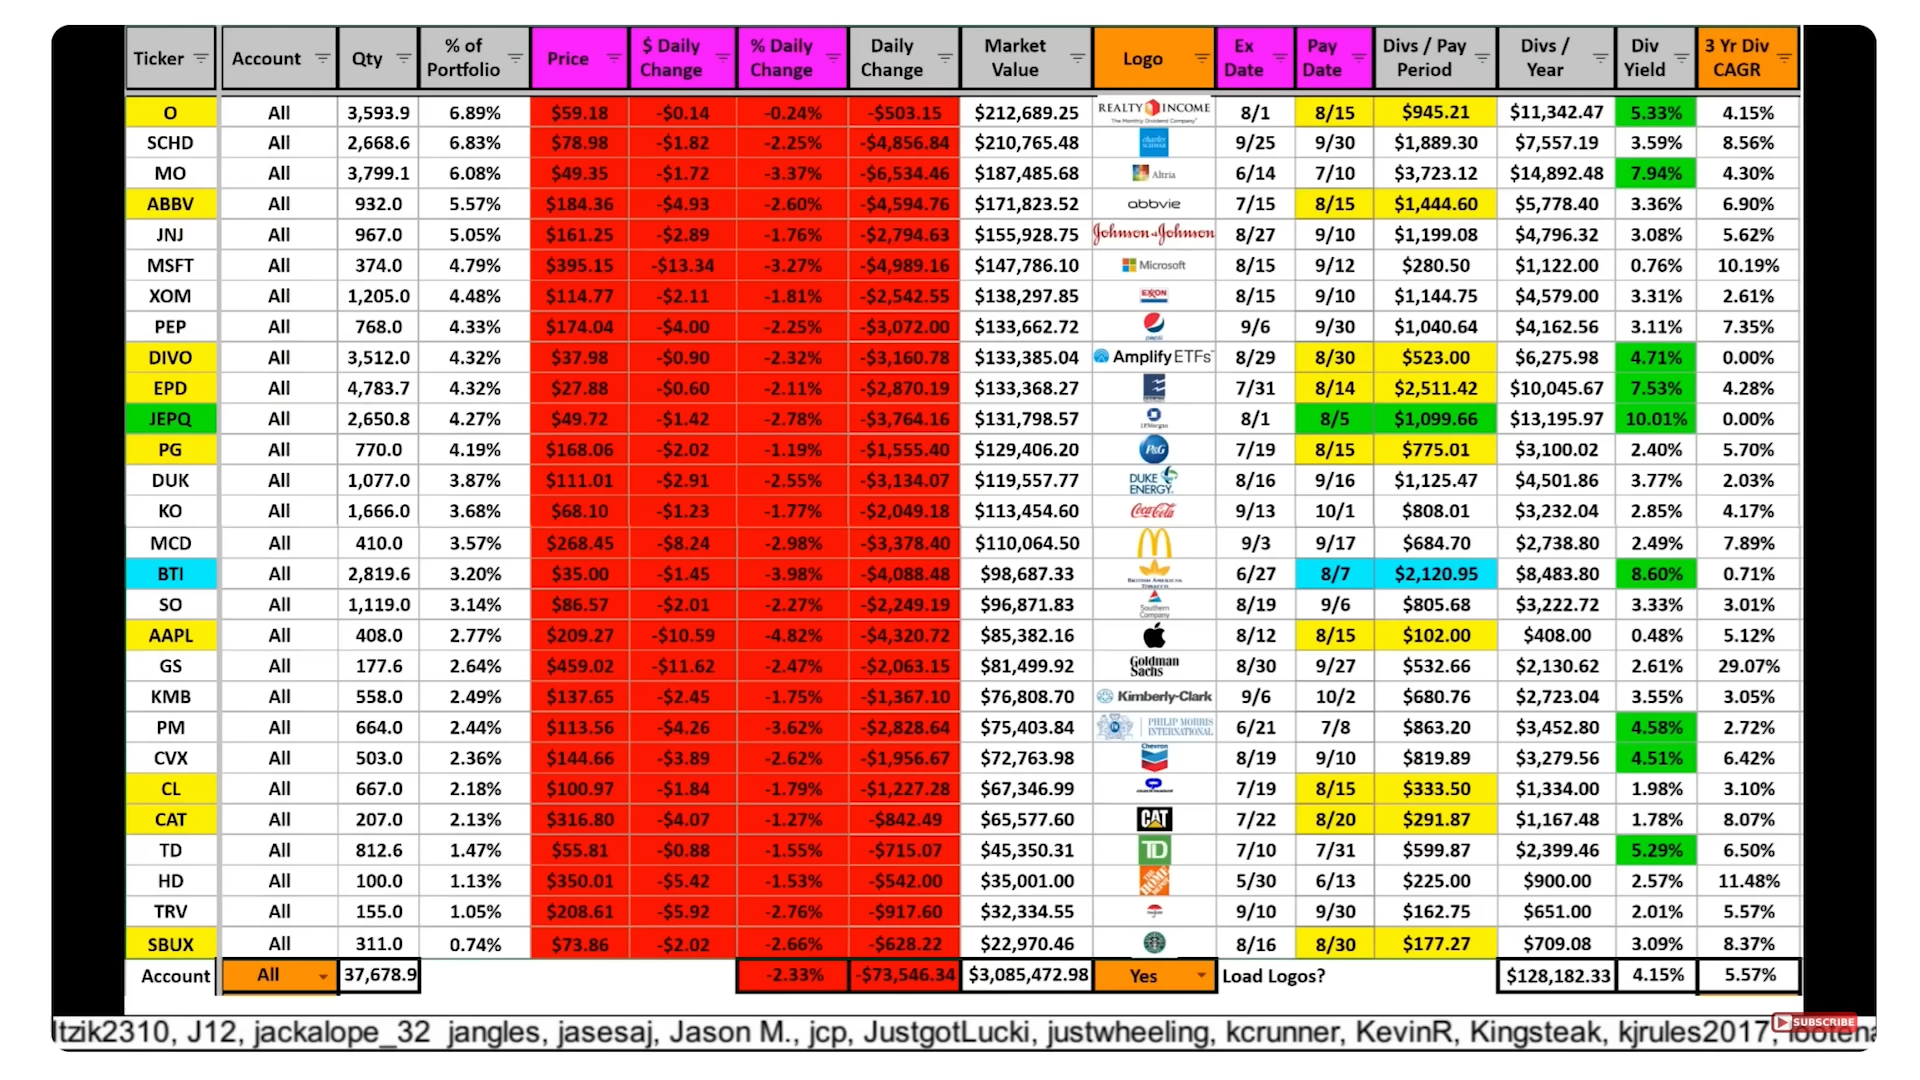 Ticker Account Qty % of Portfolio Price $ Daily Change % Daily Change Daily Change Market Value Logo Ex Date Pay Date Divs / Pay Period Divs / Year Div Yield 3 Yr Div CAGR
O All 3,593.9 6.89% $59.18 -$0.14 -0.24% -$503.15 $212,689.25 REALTY INCOME The Monthly Dividend Company 8/1 8/15 $945.21 $11,342.47 5.33% 4.15%
SCHD All 2,668.6 6.83% $78.98 -$1.82 -2.25% -$4,856.84 $210,765.48 charles SCHWAB 9/25 9/30 $1,889.30 $7,557.19 3.59% 8.56%
MO All 3,799.1 6.08% $49.35 -$1.72 -3.37% -$6,534.46 $187,485.68 Altria 6/14 7/10 $3,723.12 $14,892.48 7.94% 4.30%
ABBV All 932.0 5.57% $184.36 -$4.93 -2.60% -$4,594.76 $171,823.52 abbvie 7/15 8/15 $1,444.60 $5,778.40 3.36% 6.90%
JNJ All 967.0 5.05% $161.25 -$2.89 -1.76% -$2,794.63 $155,928.75 Johnson & Johnson 8/27 9/10 $1,199.08 $4,796.32 3.08% 5.62%
MSFT All 374.0 4.79% $395.15 -$13.34 -3.27% -$4,989.16 $147,786.10 Microsoft 8/15 9/12 $280.50 $1,122.00 0.76% 10.19%
XOM All 1,205.0 4.48% $114.77 -$2.11 -1.81% -$2,542.55 $138,297.85 EXXON 8/15 9/10 $1,144.75 $4,579.00 3.31% 2.61%
PEP All 768.0 4.33% $174.04 -$4.00 -2.25% -$3,072.00 $133,662.72 pepsi 9/6 9/30 $1,040.64 $4,162.56 3.11% 7.35%
DIVO All 3,512.0 4.32% $37.98 -$0.90 -2.32% -$3,160.78 $133,385.04 Amplify ETFs 8/29 8/30 $523.00 $6,275.98 4.71% 0.00%
EPD All 4,783.7 4.32% $27.88 -$0.60 -2.11% -$2,870.19 $133,368.27 7/31 8/14 $2,511.42 $10,045.67 7.53% 4.28%
JEPQ All 2,650.8 4.27% $49.72 -$1.42 -2.78% -$3,764.16 $131,798.57 J.P.Morgan 8/1 8/5 $1,099.66 $13,195.97 10.01% 0.00%
PG All 770.0 4.19% $168.06 -$2.02 -1.19% -$1,555.40 $129,406.20 P&G 7/19 8/15 $775.01 $3,100.02 2.40% 5.70%
DUK All 1,077.0 3.87% $111.01 -$2.91 -2.55% -$3,134.07 $119,557.77 DUKE ENERGY. 8/16 9/16 $1,125.47 $4,501.86 3.77% 2.03%
KO All 1,666.0 3.68% $68.10 -$1.23 -1.77% -$2,049.18 $113,454.60 Coca-Cola 9/13 10/1 $808.01 $3,232.04 2.85% 4.17%
MCD All 410.0 3.57% $268.45 -$8.24 -2.98% -$3,378.40 $110,064.50 9/3 9/17 $684.70 $2,738.80 2.49% 7.89%
BTI All 2,819.6 3.20% $35.00 -$1.45 -3.98% -$4,088.48 $98,687.33 BRITISH AMERICAN TOBACCO 6/27 8/7 $2,120.95 $8,483.80 8.60% 0.71%
SO All 1,119.0 3.14% $86.57 -$2.01 -2.27% -$2,249.19 $96,871.83 Southern Company 8/19 9/6 $805.68 $3,222.72 3.33% 3.01%
AAPL All 408.0 2.77% $209.27 -$10.59 -4.82% -$4,320.72 $85,382.16 8/12 8/15 $102.00 $408.00 0.48% 5.12%
GS All 177.6 2.64% $459.02 -$11.62 -2.47% -$2,063.15 $81,499.92 Goldman Sachs 8/30 9/27 $532.66 $2,130.62 2.61% 29.07%
KMB All 558.0 2.49% $137.65 -$2.45 -1.75% -$1,367.10 $76,808.70 Kimberly-Clark 9/6 10/2 $680.76 $2,723.04 3.55% 3.05%
PM All 664.0 2.44% $113.56 -$4.26 -3.62% -$2,828.64 $75,403.84 PHILIP MORRIS INTERNATIONAL 6/21 7/8 $863.20 $3,452.80 4.58% 2.72%
CVX All 503.0 2.36% $144.66 -$3.89 -2.62% -$1,956.67 $72,763.98 Chevron 8/19 9/10 $819.89 $3,279.56 4.51% 6.42%
CL All 667.0 2.18% $100.97 -$1.84 -1.79% -$1,227.28 $67,346.99 7/19 8/15 $333.50 $1,334.00 1.98% 3.10%
CAT All 207.0 2.13% $316.80 -$4.07 -1.27% -$842.49 $65,577.60 CAT 7/22 8/20 $291.87 $1,167.48 1.78% 8.07%
TD All 812.6 1.47% $55.81 -$0.88 -1.55% -$715.07 $45,350.31 TD 7/10 7/31 $599.87 $2,399.46 5.29% 6.50%
HD All 100.0 1.13% $350.01 -$5.42 -1.53% -$542.00 $35,001.00 THE HOME DEPOT 5/30 6/13 $225.00 $900.00 2.57% 11.48%
TRV All 155.0 1.05% $208.61 -$5.92 -2.76% -$917.60 $32,334.55 9/10 9/30 $162.75 $651.00 2.01% 5.57%
SBUX All 311.0 0.74% $73.86 -$2.02 -2.66% -$628.22 $22,970.46 8/16 8/30 $177.27 $709.08 3.09% 8.37%
Account All 37,678.9 -2.33% -$73,546.34 $3,085,472.98 Yes Load Logos? $128,182.33 4.15% 5.57%
ltzik2310, J12, jackalope_32 jangles, jasesaj, Jason M., jcp, JustgotLucki, justwheeling, kcrunner, KevinR, Kingsteak, kjrules2017,
SUBSCRIBE